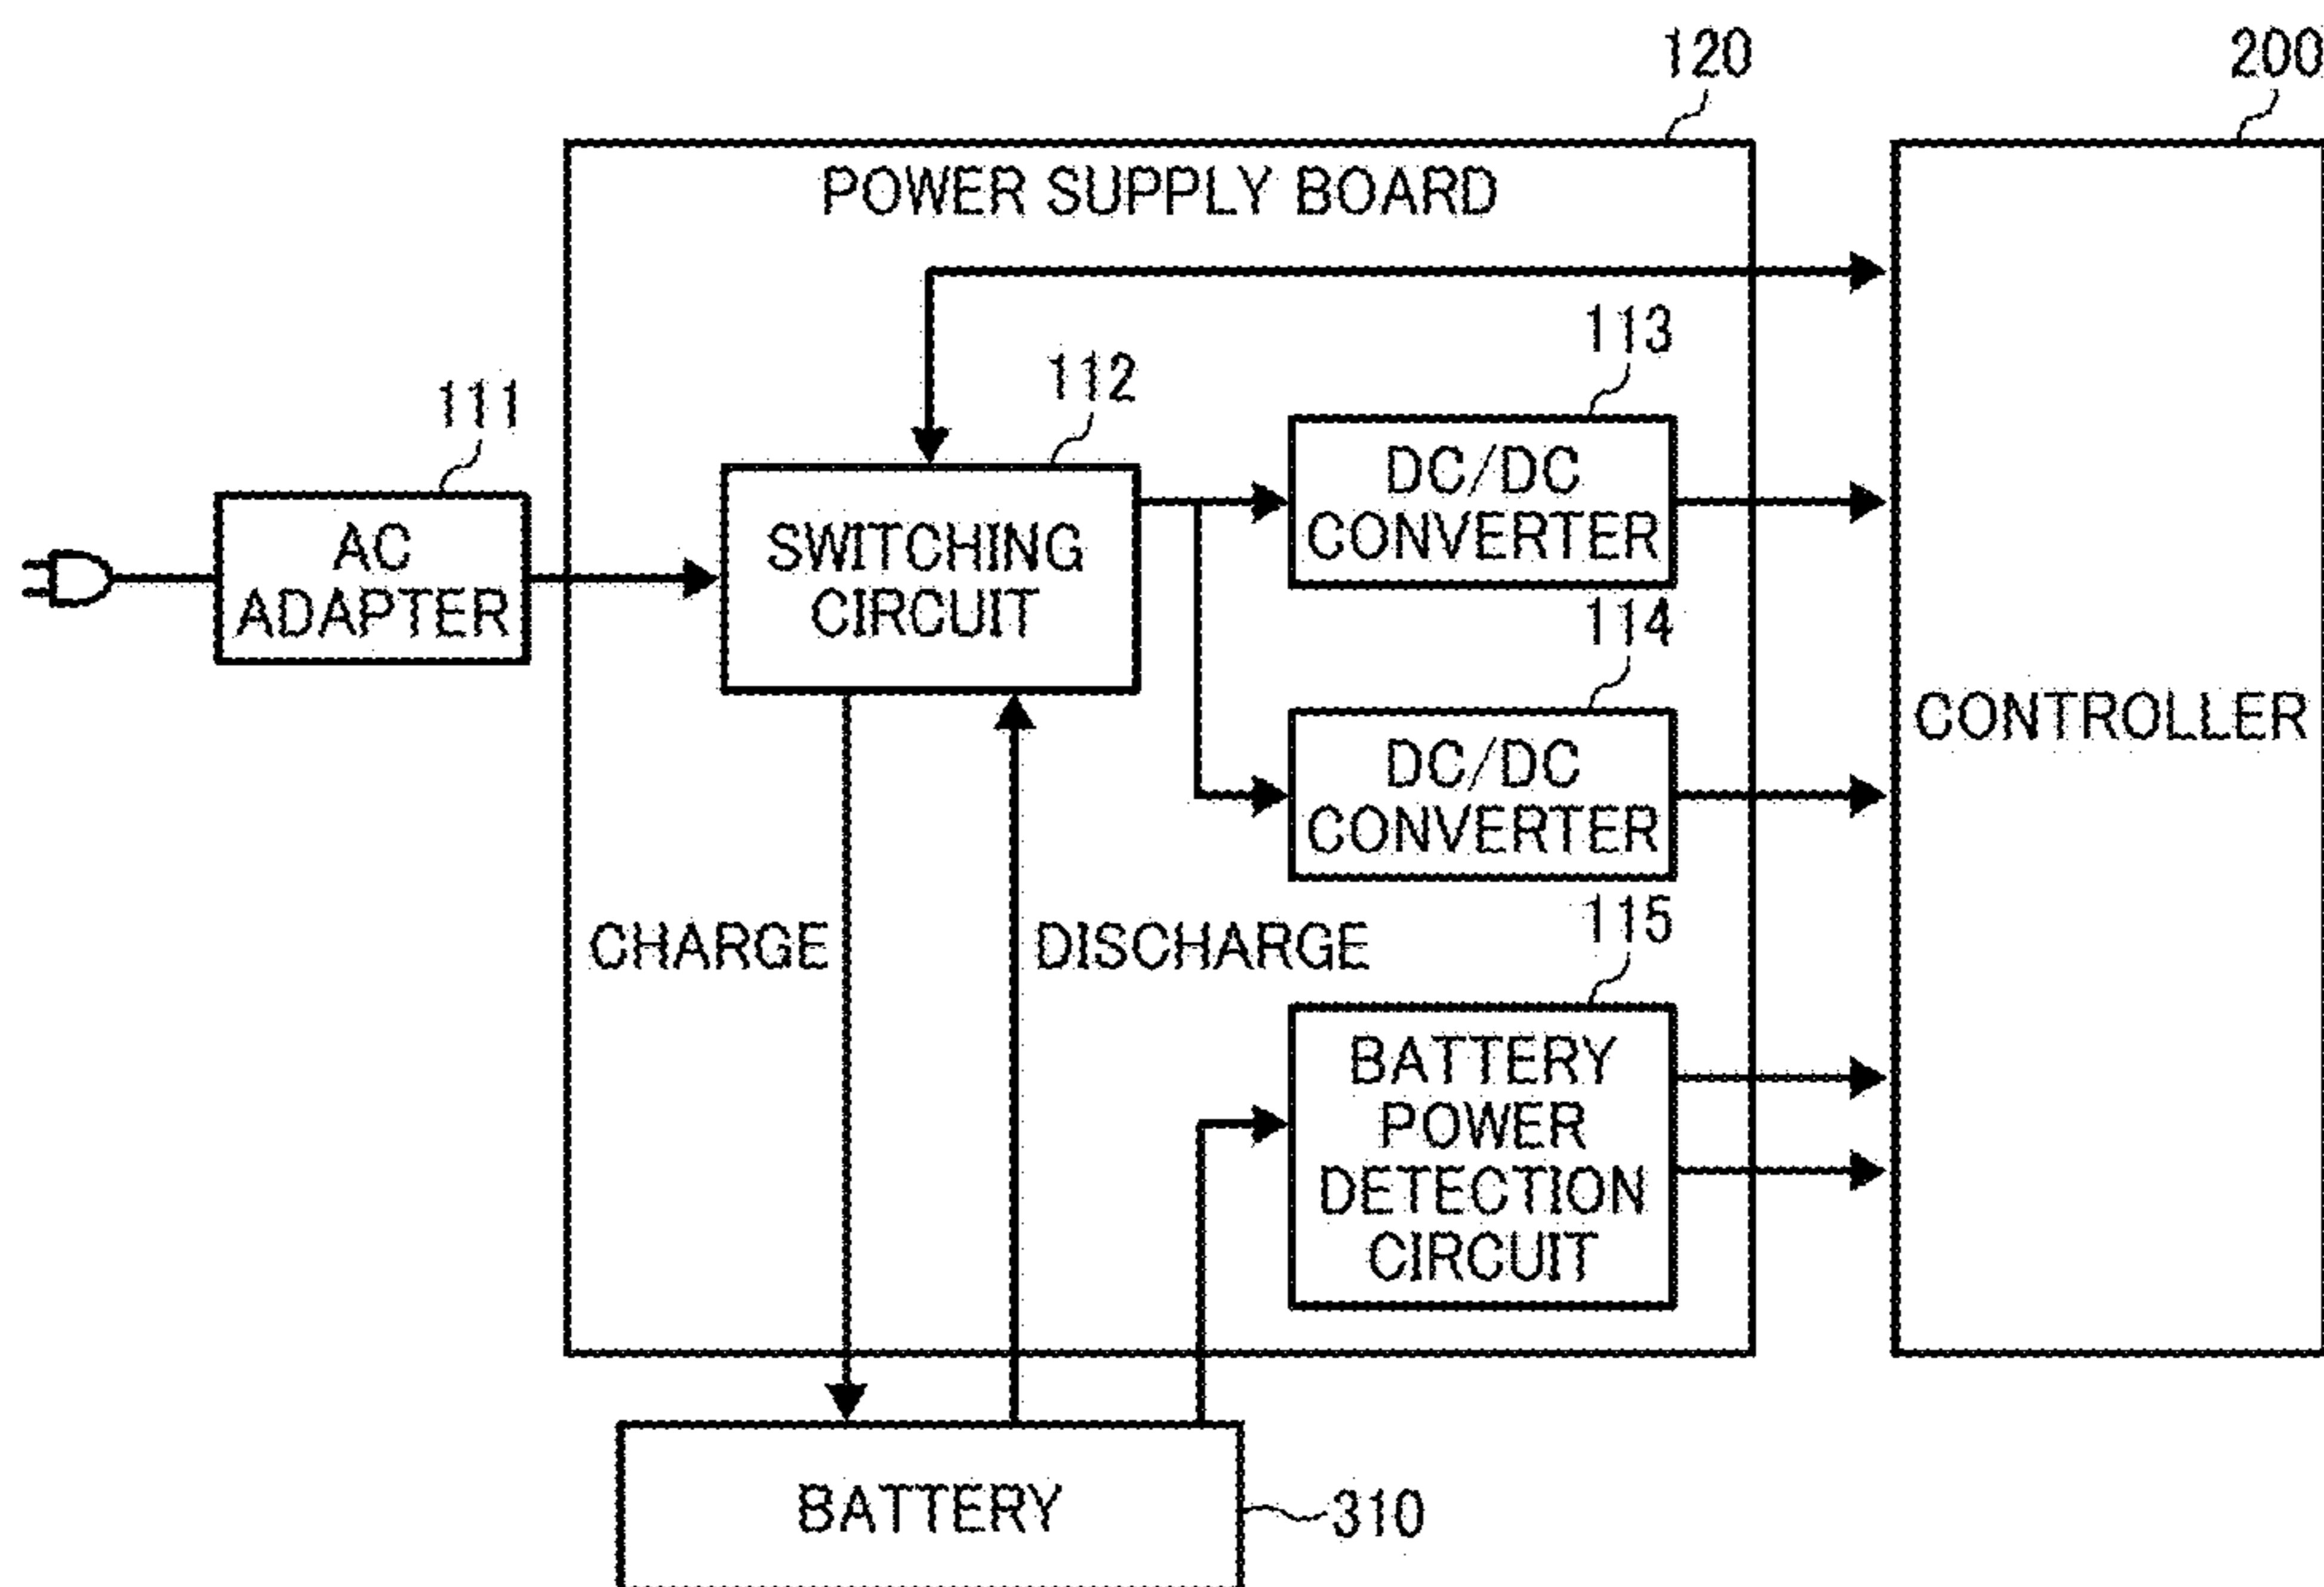 120
200
POWER SUPPLY BOARD
113
112
111
DC/DC
CONVERTER
AC
ADAPTER
SWITCHING
CIRCUIT
114
CONTROLLER
DC/DC
CONVERTER
115
CHARGE
DISCHARGE
BATTERY
POWER
DETECTION
CIRCUIT
BATTERY
310